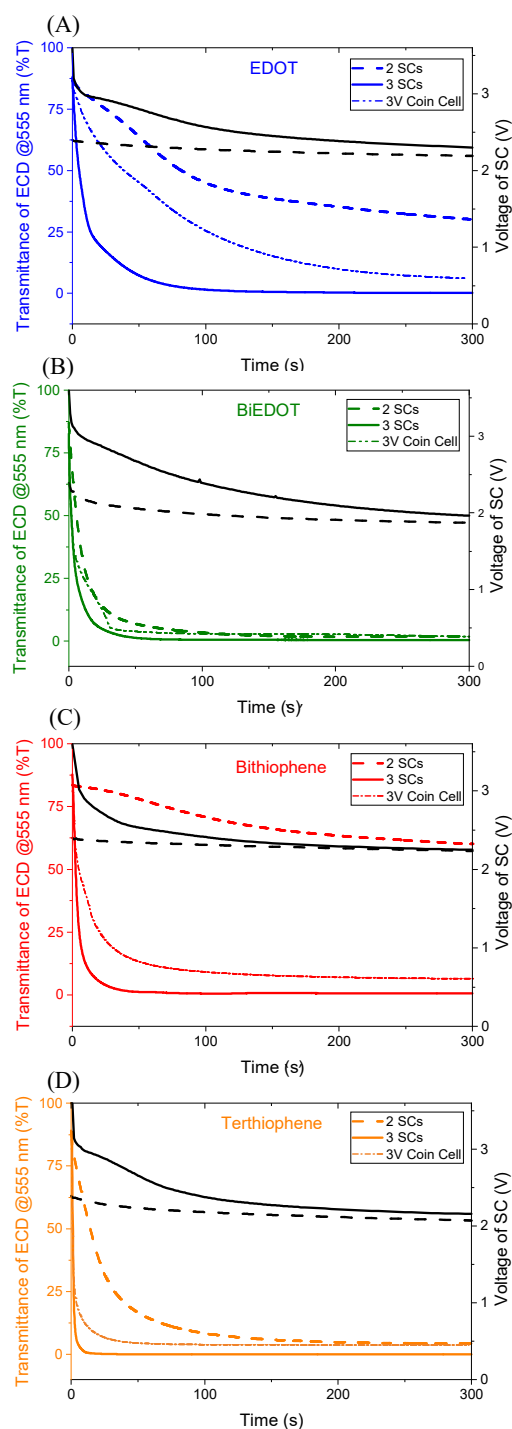 (A)
EDOT
2 SCs
3 SCs
3V Coin Cell
Transmittance of ECD @555 nm (%T)
100
75
50
25
0
Voltage of SC (V)
3
2
1
0
0
100
200
300
Time (s)
(B)
BiEDOT
2 SCs
3 SCs
3V Coin Cell
Transmittance of ECD @555 nm (%T)
100
75
50
25
0
Voltage of SC (V)
3
2
1
0
0
100
200
300
Time (s)
(C)
Bithiophene
2 SCs
3 SCs
3V Coin Cell
Transmittance of ECD @555 nm (%T)
100
75
50
25
0
Voltage of SC (V)
3
2
1
0
0
100
200
300
Time (s)
(D)
Terthiophene
2 SCs
3 SCs
3V Coin Cell
Transmittance of ECD @555 nm (%T)
100
75
50
25
0
Voltage of SC (V)
3
2
1
0
0
100
200
300
Time (s)